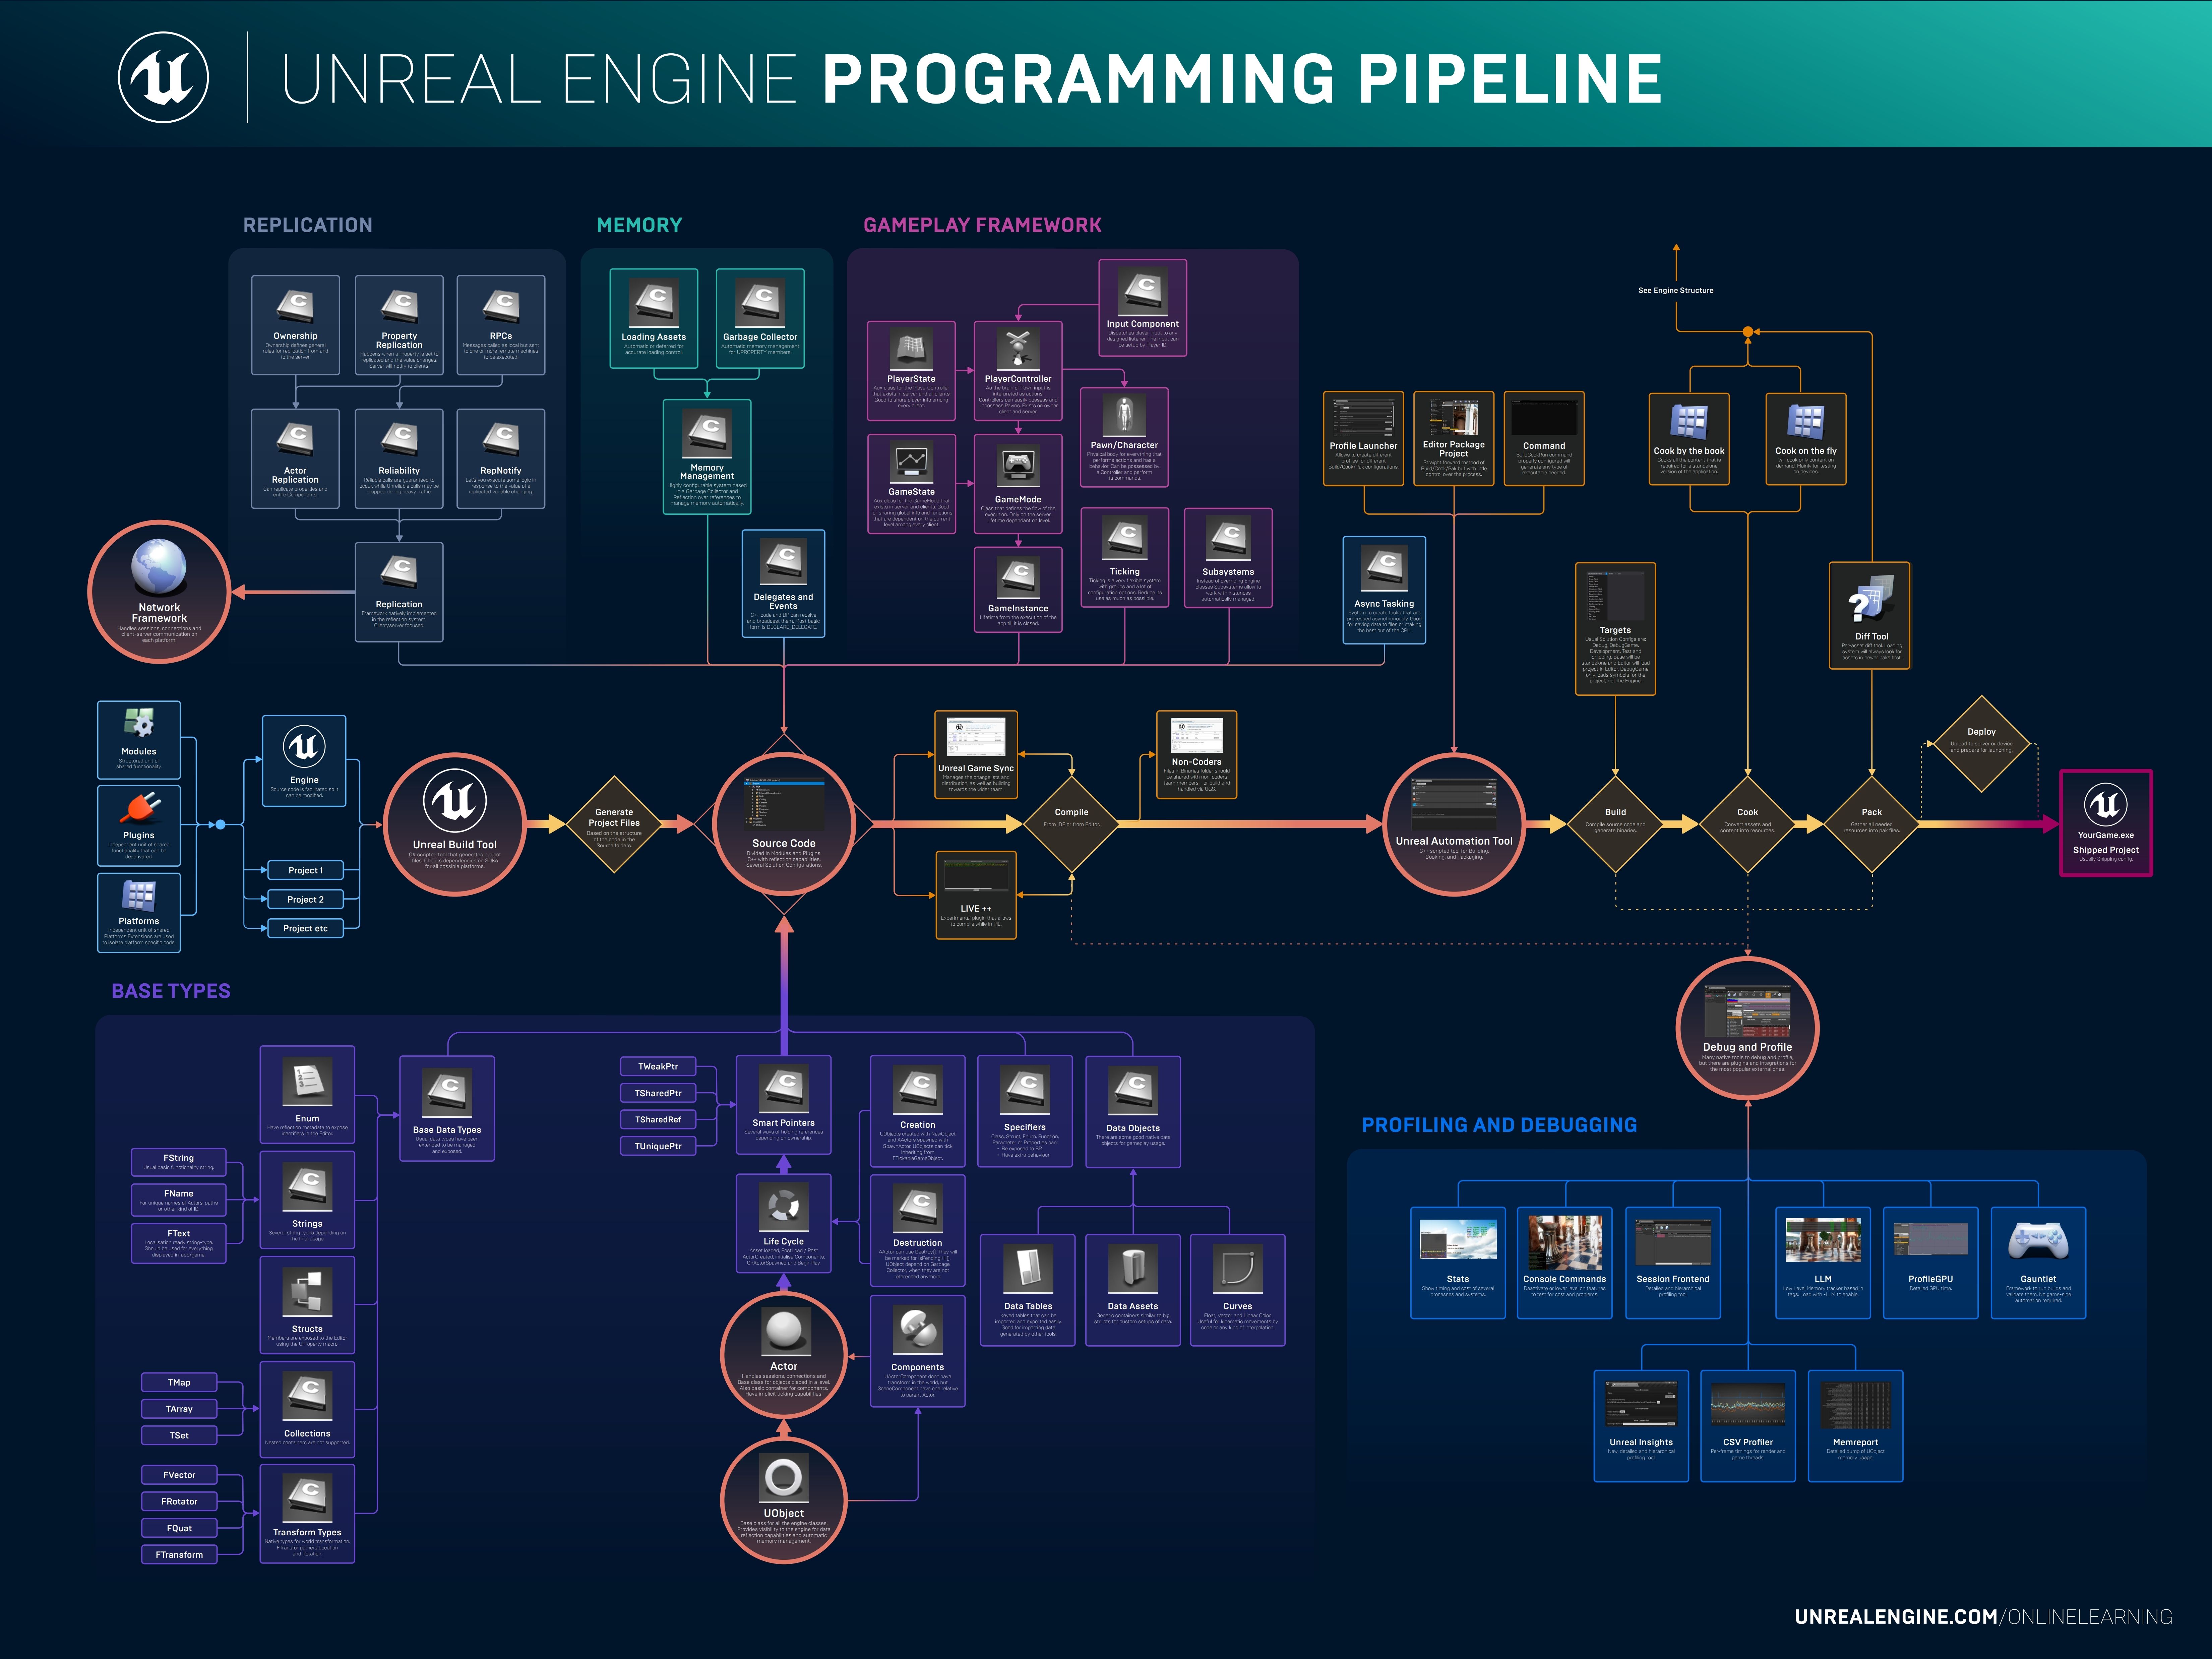 UNREAL ENGINE PROGRAMMING PIPELINE
REPLICATION
Ownership
Ownership defines general
rules for replication from and
to the server.
Property
Replication
Happens when a Property is set to
replicated and the value changes.
Server will notify to clients.
RPCs
Messages called as local but sent
to one or more remote machines
to be executed.
Actor
Replication
Can replicate properties and
entire Components.
Reliability
Reliable calls are guaranteed to
occur, while Unreliable calls may be
dropped during heavy traffic.
RepNotify
Let's you execute some logic in
response to the value of a
replicated variable changing.
Replication
Framework natively implemented
in the reflection system.
Client/server focused.
Network
Framework
Handles sessions, connections and
client-server communication on
each platform.
MEMORY
Loading Assets
Automatic or deferred for
accurate loading control.
Garbage Collector
Automatic memory management
for UPROPERTY members.
Memory
Management
Highly configurable system based
in a Garbage Collector and
Reflection over references to
manage memory automatically.
Delegates and
Events
C++ code and BP can receive
and broadcast them. Most basic
form is DECLARE_DELEGATE.
GAMEPLAY FRAMEWORK
Input Component
Dispatches player input to any
designed listener. The input can
be setup by Player ID.
PlayerState
Aux class for the PlayerController
that exists in server and all clients.
Good to share player info among
every client.
PlayerController
As the brain of Pawn input is
interpreted as actions.
Controllers can easily possess and
unpossess Pawns. Exists on owner
client and server.
Pawn/Character
Physical body for everything that
performs actions and has a
behavior. Can be possessed by
a Controller and perform
its commands.
GameState
Aux class for the GameMode that
exists in server and clients. Good
for sharing global info and functions
that are dependent on the current
level among every client.
GameMode
Class that defines the flow of the
execution. Only on the server.
Lifetime dependant on level.
Ticking
Ticking is a very flexible system
with groups and a lot of
configuration options. Reduce its
use as much as possible.
Subsystems
Instead of overriding Engine
classes Subsystems allow to
work with instances
automatically managed.
GameInstance
Lifetime from the execution of the
app till it is closed.
Async Tasking
System to create tasks that are
processed asynchronously. Good
for saving data to files or making
the best out of the CPU.
Profile Launcher
Allows to create different
profiles for different
Build/Cook/Pak configurations.
Editor Package
Project
Straight forward method of
Build/Cook/Pak but with little
control over the process.
Command
BuildCookRun command
properly configured will
generate any type of
executable needed.
See Engine Structure
Cook by the book
Cooks all the content that is
required for a standalone
version of the application.
Cook on the fly
Will cook only content on
demand. Mainly for testing
on devices.
Targets
Usual Solution Configs are:
Debug, DebugGame,
Development, Test and
Shipping. Base will be
standalone and Editor will load
project in Editor. DebugGame
only loads symbols for the
project, not the Engine.
Diff Tool
Per-asset diff tool. Loading
system will always look for
assets in newer paks first.
Modules
Structured unit of
shared functionality.
Plugins
Independent unit of shared
functionality that can be
deactivated.
Platforms
Independent unit of shared
Platforms Extensions are used
to isolate platform specific code.
Engine
Source code is facilitated so it
can be modified.
Project 1
Project 2
Project etc
Unreal Build Tool
C# scripted tool that generates project
files. Checks dependencies on SDKs
for all possible platforms.
Generate
Project Files
Based on the structure
of the code in the
Source folders.
Source Code
Divided in Modules and Plugins.
C++ with reflection capabilities.
Several Solution Configurations.
Unreal Game Sync
Manages the changelists and
distribution, as well as building
towards the wider team.
LIVE ++
Experimental plugin that allows
to compile while in PIE.
Compile
From IDE or from Editor.
Non-Coders
Files in Binaries folder should
be shared with non-coders
team members - or build and
handled via UGS.
Unreal Automation Tool
C++ scripted tool for Building,
Cooking, and Packaging.
Build
Compile source code and
generate binaries.
Cook
Convert assets and
content into resources.
Pack
Gather all needed
resources into pak files.
Deploy
Upload to server or device
and prepare for launching.
YourGame.exe
Shipped Project
Usually Shipping config.
Debug and Profile
Many native tools to debug and profile,
but there are plugins and integrations for
the most popular external ones.
BASE TYPES
Enum
Have reflection metadata to expose
identifiers in the Editor.
FString
Usual basic functionality string.
FName
For unique names of Actors, paths
or other kind of ID.
FText
Localisation ready string-type.
Should be used for everything
displayed in-app/game.
Strings
Several string types depending on
the final usage.
Structs
Members are exposed to the Editor
using the UProperty macro.
TMap
TArray
TSet
Collections
Nested containers are not supported.
FVector
FRotator
FQuat
FTransform
Transform Types
Native types for world transformation.
FTransfor gathers Location
and Rotation.
Base Data Types
Usual data types have been
extended to be managed
and exposed.
TWeakPtr
TSharedPtr
TSharedRef
TUniquePtr
Smart Pointers
Several ways of holding references
depending on ownership.
Life Cycle
Asset loaded, PostLoad / Post
ActorCreated, Initialise Components,
OnActorSpawned and BeginPlay.
Actor
Handles sessions, connections and
Base class for objects placed in a level.
Also basic container for components.
Have implicit ticking capabilities.
UObject
Base class for all the engine classes.
Provides visibility to the engine for data
reflection capabilities and automatic
memory management.
Creation
UObjects created with NewObject
and AActors spawned with
SpawnActor. UObjects can tick
inheriting from
FTickableGameObject.
Destruction
AActor can use Destroy(). They will
be marked for IsPendingKill().
UObject depend on Garbage
Collector, when they are not
referenced anymore.
Components
UActorComponent don't have
transform in the world, but
SceneComponent have one relative
to parent Actor.
Specifiers
Class, Struct, Enum, Function,
Parameter or Properties can:
• Be exposed to BP
• Have extra behaviour.
Data Objects
There are some good native data
objects for gameplay usage.
Data Tables
Keyed tables that can be
imported and exported easily.
Good for importing data
generated by other tools.
Data Assets
Generic containers similar to big
structs for custom setups of data.
Curves
Float, Vector and Linear Color.
Useful for kinematic movements by
code or any kind of interpolation.
PROFILING AND DEBUGGING
Stats
Show timing and cost of several
processes and systems.
Console Commands
Deactivate or lower level on features
to test for cost and problems.
Session Frontend
Detailed and hierarchical
profiling tool.
LLM
Low Level Memory tracker based in
tags. Load with -LLM to enable.
ProfileGPU
Detailed GPU time.
Gauntlet
Framework to run builds and
validate them. No game-side
automation required.
Unreal Insights
New, detailed and hierarchical
profiling tool.
CSV Profiler
Per-frame timings for render and
game threads.
Memreport
Detailed dump of UObject
memory usage.
UNREALENGINE.COM/ONLINELEARNING